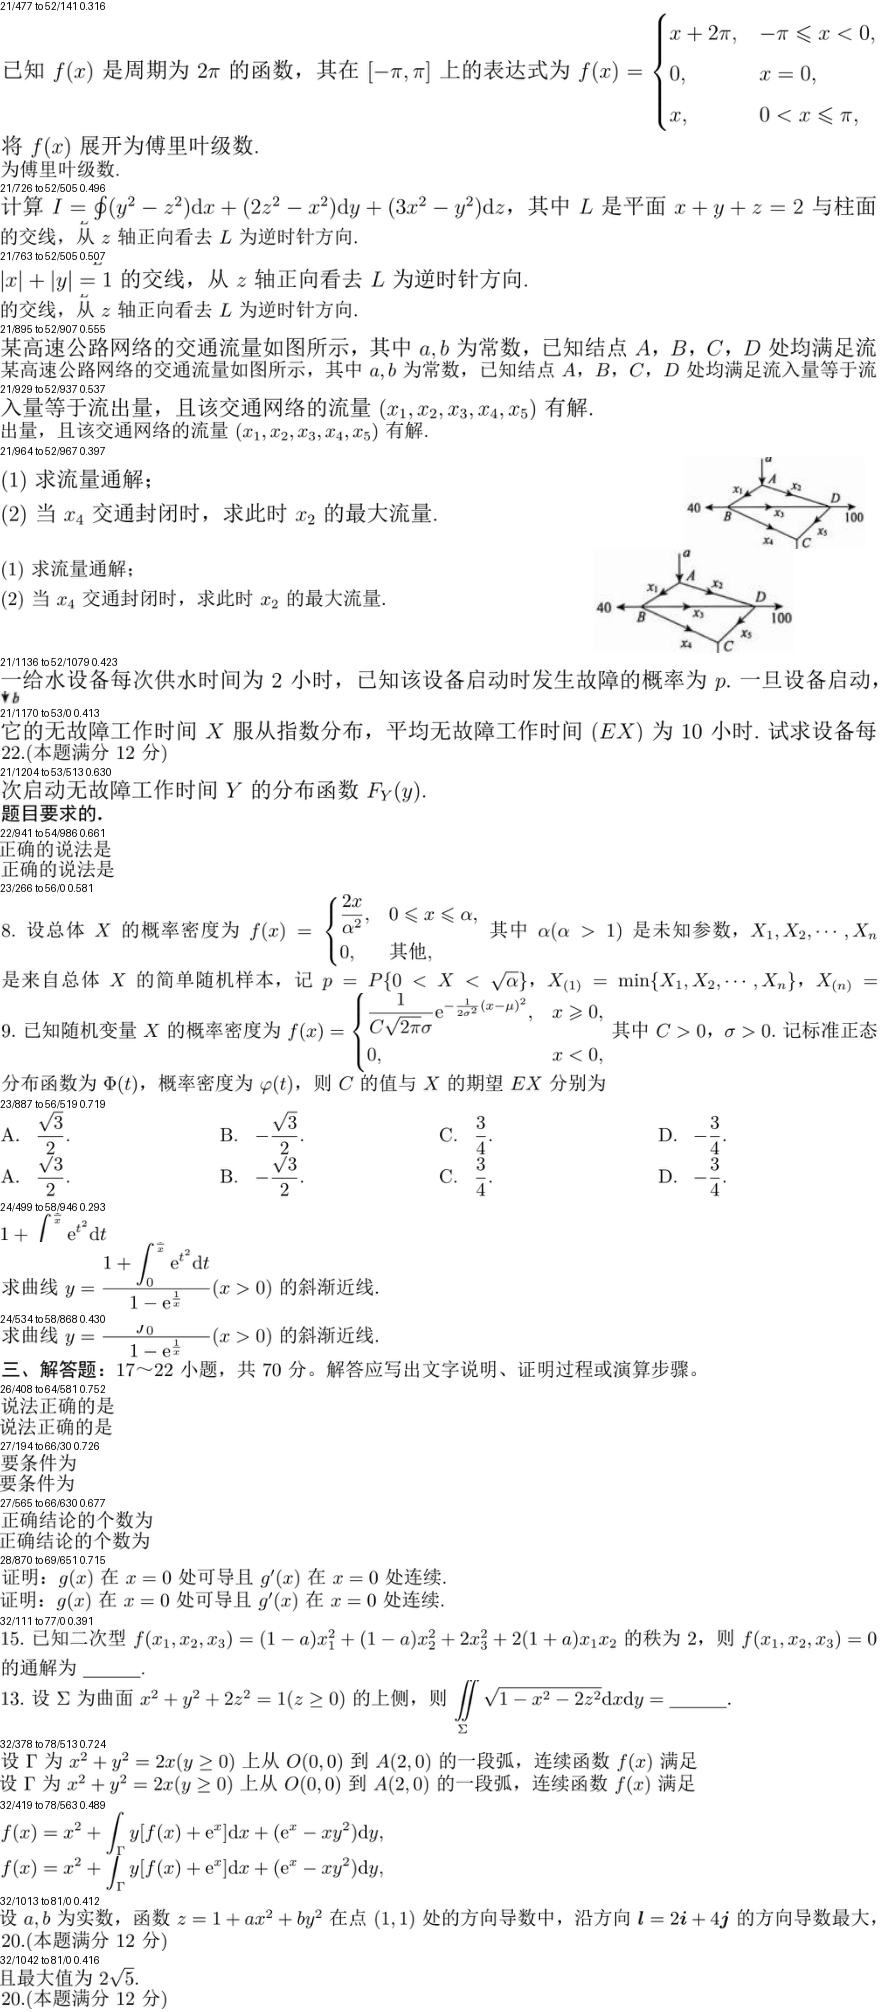 21/477 to 52/141 0.316
已知 f(x) 是周期为 2π 的函数，其在 [−π, π] 上的表达式为 f(x) = { x + 2π, −π ⩽ x < 0, 0, x = 0, x, 0 < x ⩽ π,
将 f(x) 展开为傅里叶级数.
为傅里叶级数.
21/726 to 52/505 0.496
计算 I = ∮(y² − z²)dx + (2z² − x²)dy + (3x² − y²)dz，其中 L 是平面 x + y + z = 2 与柱面
的交线，从 z 轴正向看去 L 为逆时针方向.
21/763 to 52/505 0.507
|x| + |y| = 1 的交线，从 z 轴正向看去 L 为逆时针方向.
的交线，从 z 轴正向看去 L 为逆时针方向.
21/895 to 52/907 0.555
某高速公路网络的交通流量如图所示，其中 a, b 为常数，已知结点 A，B，C，D 处均满足流
某高速公路网络的交通流量如图所示，其中 a, b 为常数，已知结点 A，B，C，D 处均满足流入量等于流
21/929 to 52/937 0.537
入量等于流出量，且该交通网络的流量 (x₁, x₂, x₃, x₄, x₅) 有解.
出量，且该交通网络的流量 (x₁, x₂, x₃, x₄, x₅) 有解.
21/964 to 52/967 0.397
(1) 求流量通解；
(2) 当 x₄ 交通封闭时，求此时 x₂ 的最大流量.
a A x₁ x₂ D 40 B x₃ 100 x₄ C x₅
(1) 求流量通解；
(2) 当 x₄ 交通封闭时，求此时 x₂ 的最大流量.
a A x₁ x₂ D 40 B x₃ 100 x₄ C x₅
21/1136 to 52/1079 0.423
一给水设备每次供水时间为 2 小时，已知该设备启动时发生故障的概率为 p. 一旦设备启动，
b
21/1170 to 53/0 0.413
它的无故障工作时间 X 服从指数分布，平均无故障工作时间 (EX) 为 10 小时. 试求设备每
22.(本题满分 12 分)
21/1204 to 53/513 0.630
次启动无故障工作时间 Y 的分布函数 F_Y(y).
题目要求的.
22/941 to 54/986 0.661
正确的说法是
正确的说法是
23/266 to 56/0 0.581
8. 设总体 X 的概率密度为 f(x) = { 2x/α², 0 ⩽ x ⩽ α, 0, 其他, 其中 α(α > 1) 是未知参数，X₁, X₂, ⋯ , Xₙ
是来自总体 X 的简单随机样本，记 p = P{0 < X < √α}，X₍₁₎ = min{X₁, X₂, ⋯ , Xₙ}，X₍ₙ₎ =
9. 已知随机变量 X 的概率密度为 f(x) = { 1/(C√(2π)σ) e^{−(1/(2σ²))(x−μ)²}, x ⩾ 0, 0, x < 0, 其中 C > 0，σ > 0. 记标准正态
分布函数为 Φ(t)，概率密度为 φ(t)，则 C 的值与 X 的期望 EX 分别为
23/887 to 56/519 0.719
A. √3/2. B. −√3/2. C. 3/4. D. −3/4.
A. √3/2. B. −√3/2. C. 3/4. D. −3/4.
24/499 to 58/946 0.293
1 + ∫ e^{t²}dt
求曲线 y = (1 + ∫₀ e^{t²}dt)/(1 − e^{1/x}) (x > 0) 的斜渐近线.
24/534 to 58/868 0.430
求曲线 y = /(1 − e^{1/x}) (x > 0) 的斜渐近线.
三、解答题：17～22 小题，共 70 分。解答应写出文字说明、证明过程或演算步骤。
26/408 to 64/581 0.752
说法正确的是
说法正确的是
27/194 to 66/30 0.726
要条件为
要条件为
27/565 to 66/630 0.677
正确结论的个数为
正确结论的个数为
28/870 to 69/651 0.715
证明：g(x) 在 x = 0 处可导且 g′(x) 在 x = 0 处连续.
证明：g(x) 在 x = 0 处可导且 g′(x) 在 x = 0 处连续.
32/111 to 77/0 0.391
15. 已知二次型 f(x₁, x₂, x₃) = (1 − a)x₁² + (1 − a)x₂² + 2x₃² + 2(1 + a)x₁x₂ 的秩为 2，则 f(x₁, x₂, x₃) = 0
的通解为 ______.
13. 设 Σ 为曲面 x² + y² + 2z² = 1(z ≥ 0) 的上侧，则 ∬_Σ √(1 − x² − 2z²)dxdy = ______.
32/378 to 78/513 0.724
设 Γ 为 x² + y² = 2x(y ≥ 0) 上从 O(0, 0) 到 A(2, 0) 的一段弧，连续函数 f(x) 满足
设 Γ 为 x² + y² = 2x(y ≥ 0) 上从 O(0, 0) 到 A(2, 0) 的一段弧，连续函数 f(x) 满足
32/419 to 78/563 0.489
f(x) = x² + ∫_Γ y[f(x) + eˣ]dx + (eˣ − xy²)dy,
f(x) = x² + ∫_Γ y[f(x) + eˣ]dx + (eˣ − xy²)dy,
32/1013 to 81/0 0.412
设 a, b 为实数，函数 z = 1 + ax² + by² 在点 (1, 1) 处的方向导数中，沿方向 l = 2i + 4j 的方向导数最大，
20.(本题满分 12 分)
32/1042 to 81/0 0.416
且最大值为 2√5.
20.(本题满分 12 分)